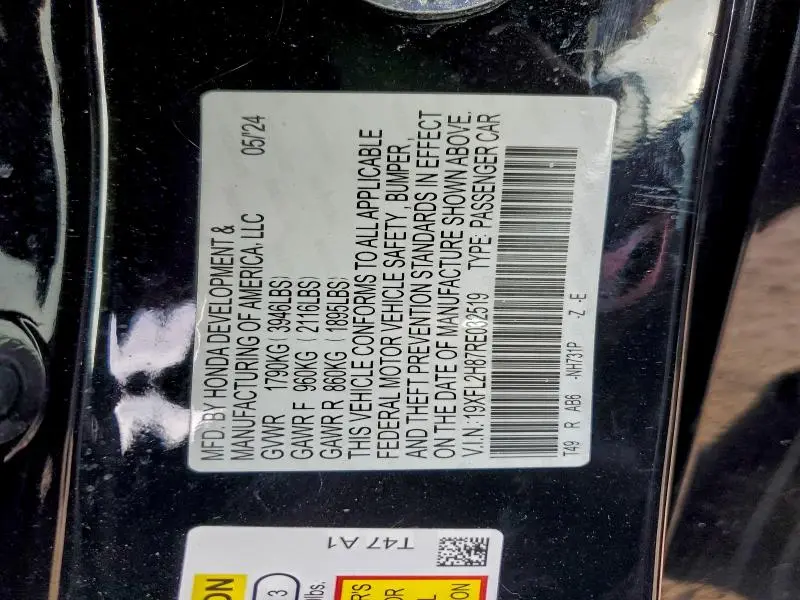 MFD. BY HONDA DEVELOPMENT &
MANUFACTURING OF AMERICA, LLC 05/'24
GVWR 1790KG (3946LBS)
GAWR F 960KG (2116LBS)
GAWR R 860KG (1895LBS)
THIS VEHICLE CONFORMS TO ALL APPLICABLE
FEDERAL MOTOR VEHICLE SAFETY, BUMPER,
AND THEFT PREVENTION STANDARDS IN EFFECT
ON THE DATE OF MANUFACTURE SHOWN ABOVE.
V.I.N.: 19XFL2H87RE032519 TYPE: PASSENGER CAR
T49 R AB6 -NH731P -Z -E
T47 A1
3
lbs.